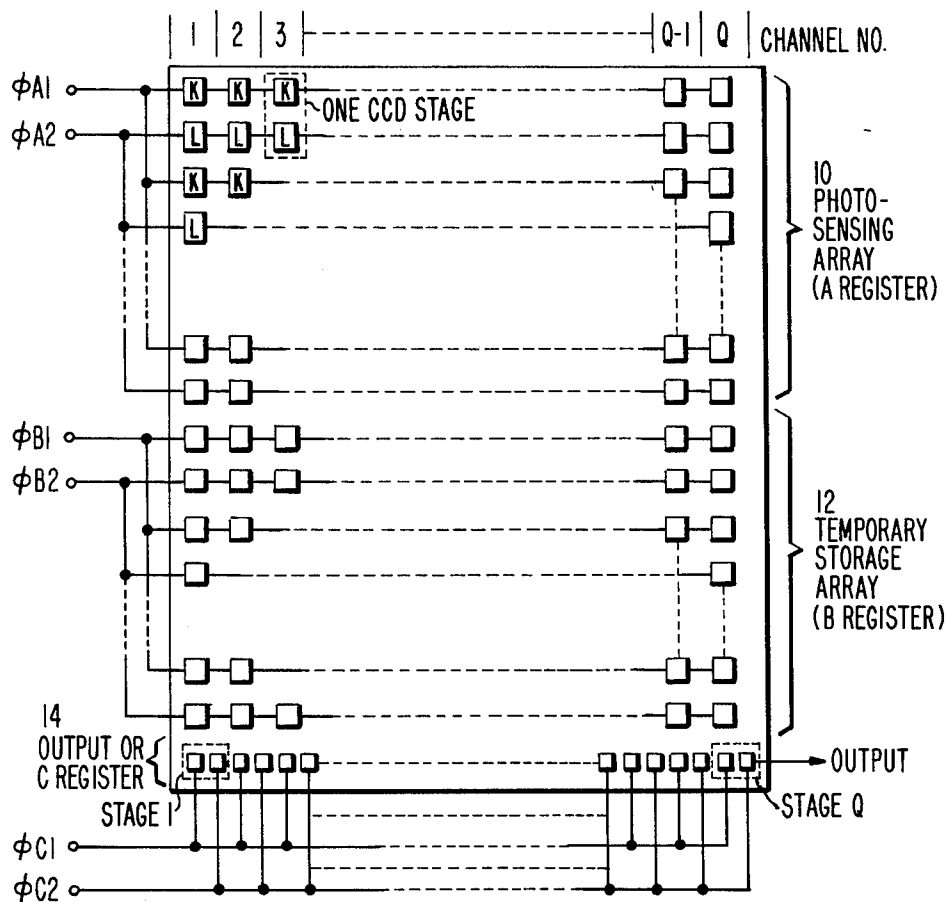 1 2 3 Q-1 Q CHANNEL NO.
ϕA1 K K K
ONE CCD STAGE
ϕA2 L L L
K K
L
10
PHOTO-
SENSING
ARRAY
(A REGISTER)
ϕB1
ϕB2
12
TEMPORARY
STORAGE
ARRAY
(B REGISTER)
14
OUTPUT OR
C REGISTER
OUTPUT
STAGE 1
STAGE Q
ϕC1
ϕC2